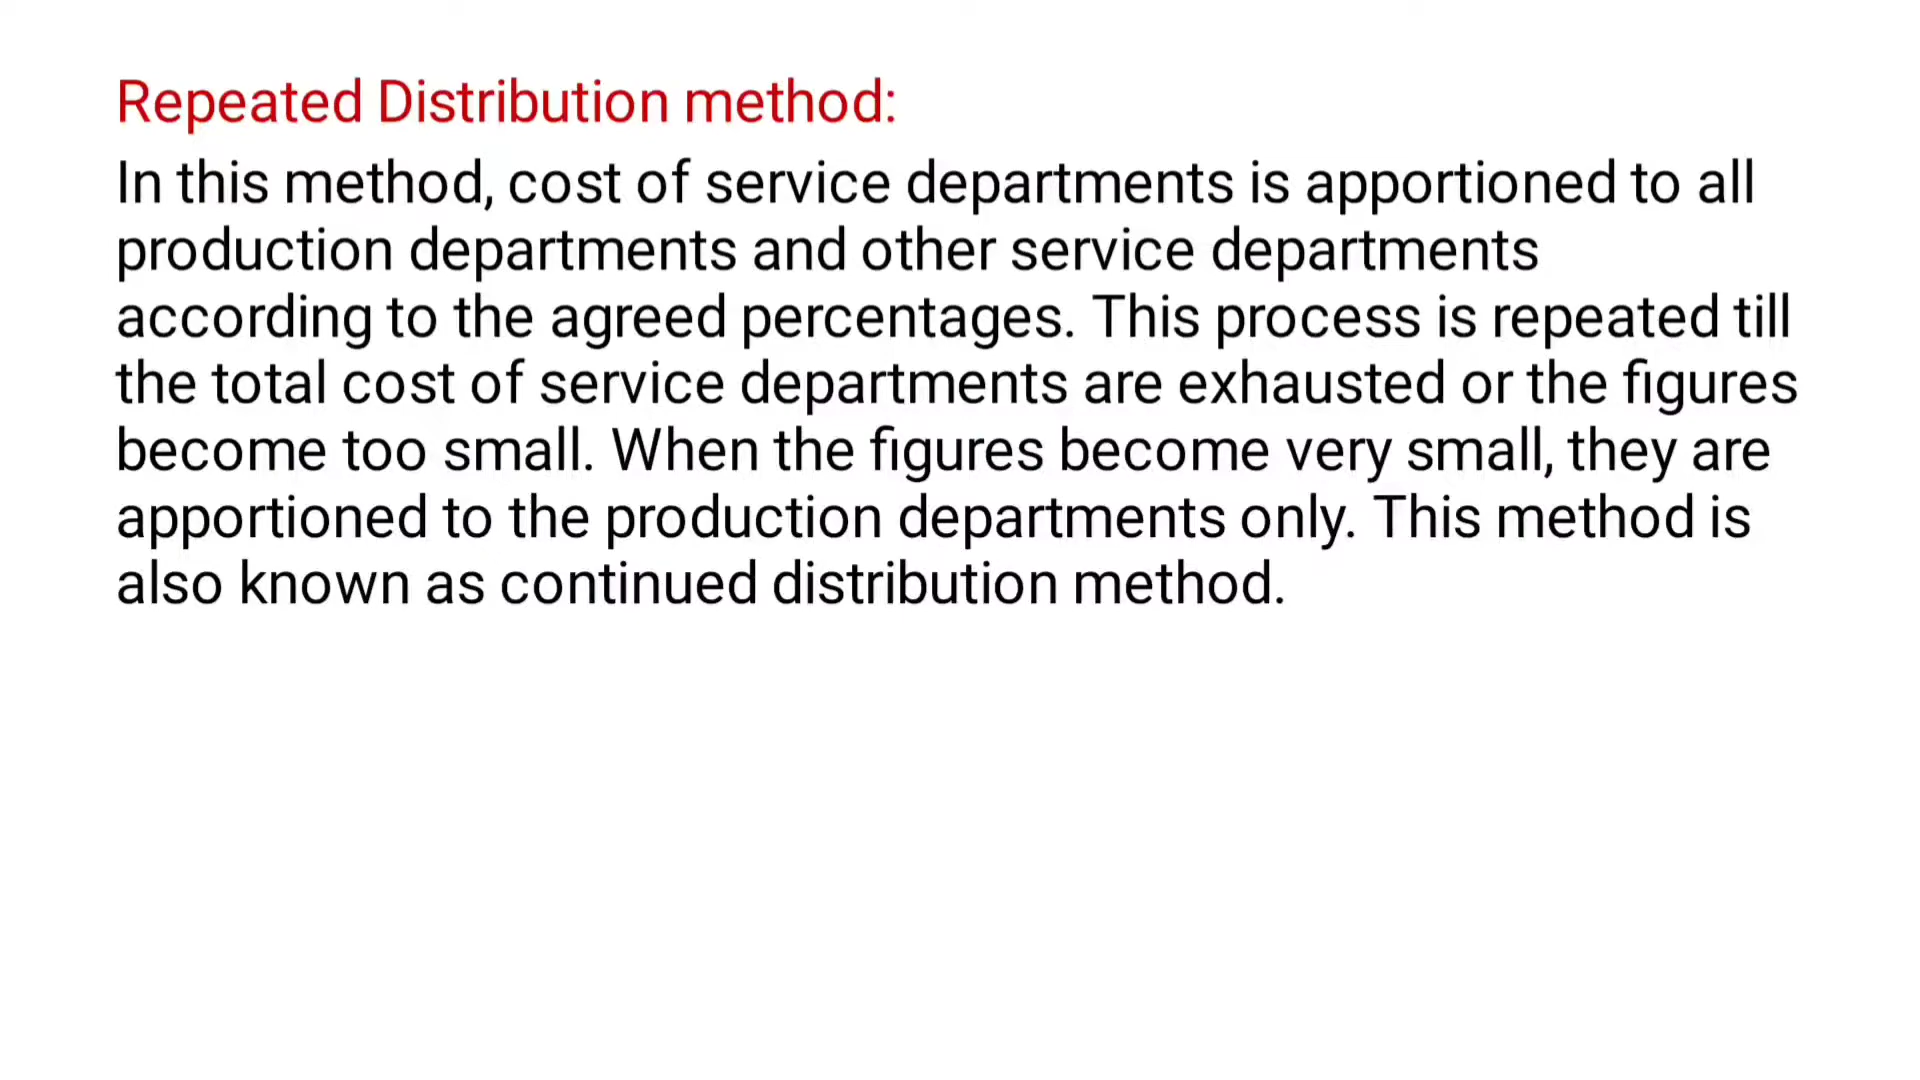 Repeated Distribution method:
In this method, cost of service departments is apportioned to all
production departments and other service departments
according to the agreed percentages. This process is repeated till
the total cost of service departments are exhausted or the figures
become too small. When the figures become very small, they are
apportioned to the production departments only. This method is
also known as continued distribution method.